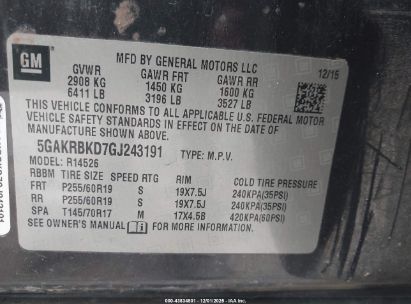 GM
MFD BY GENERAL MOTORS LLC
GVWR GAWR FRT GAWR RR 12/15
2908 KG 1450 KG 1600 KG
6411 LB 3196 LB 3527 LB
THIS VEHICLE CONFORMS TO ALL APPLICABLE U.S. FEDERAL MOTOR
VEHICLE SAFETY STANDARDS IN EFFECT ON THE DATE OF
MANUFACTURE SHOWN ABOVE.
5GAKRBKD7GJ243191 TYPE: M.P.V.
MODEL: R14526
RBBM TIRE SIZE SPEED RTG RIM COLD TIRE PRESSURE
FRT P255/60R19 S 19X7.5J 240KPA(35PSI)
RR P255/60R19 S 19X7.5J 240KPA(35PSI)
SPA T145/70R17 M 17X4.5B 420KPA(60PSI)
SEE OWNER'S MANUAL FOR MORE INFORMATION.